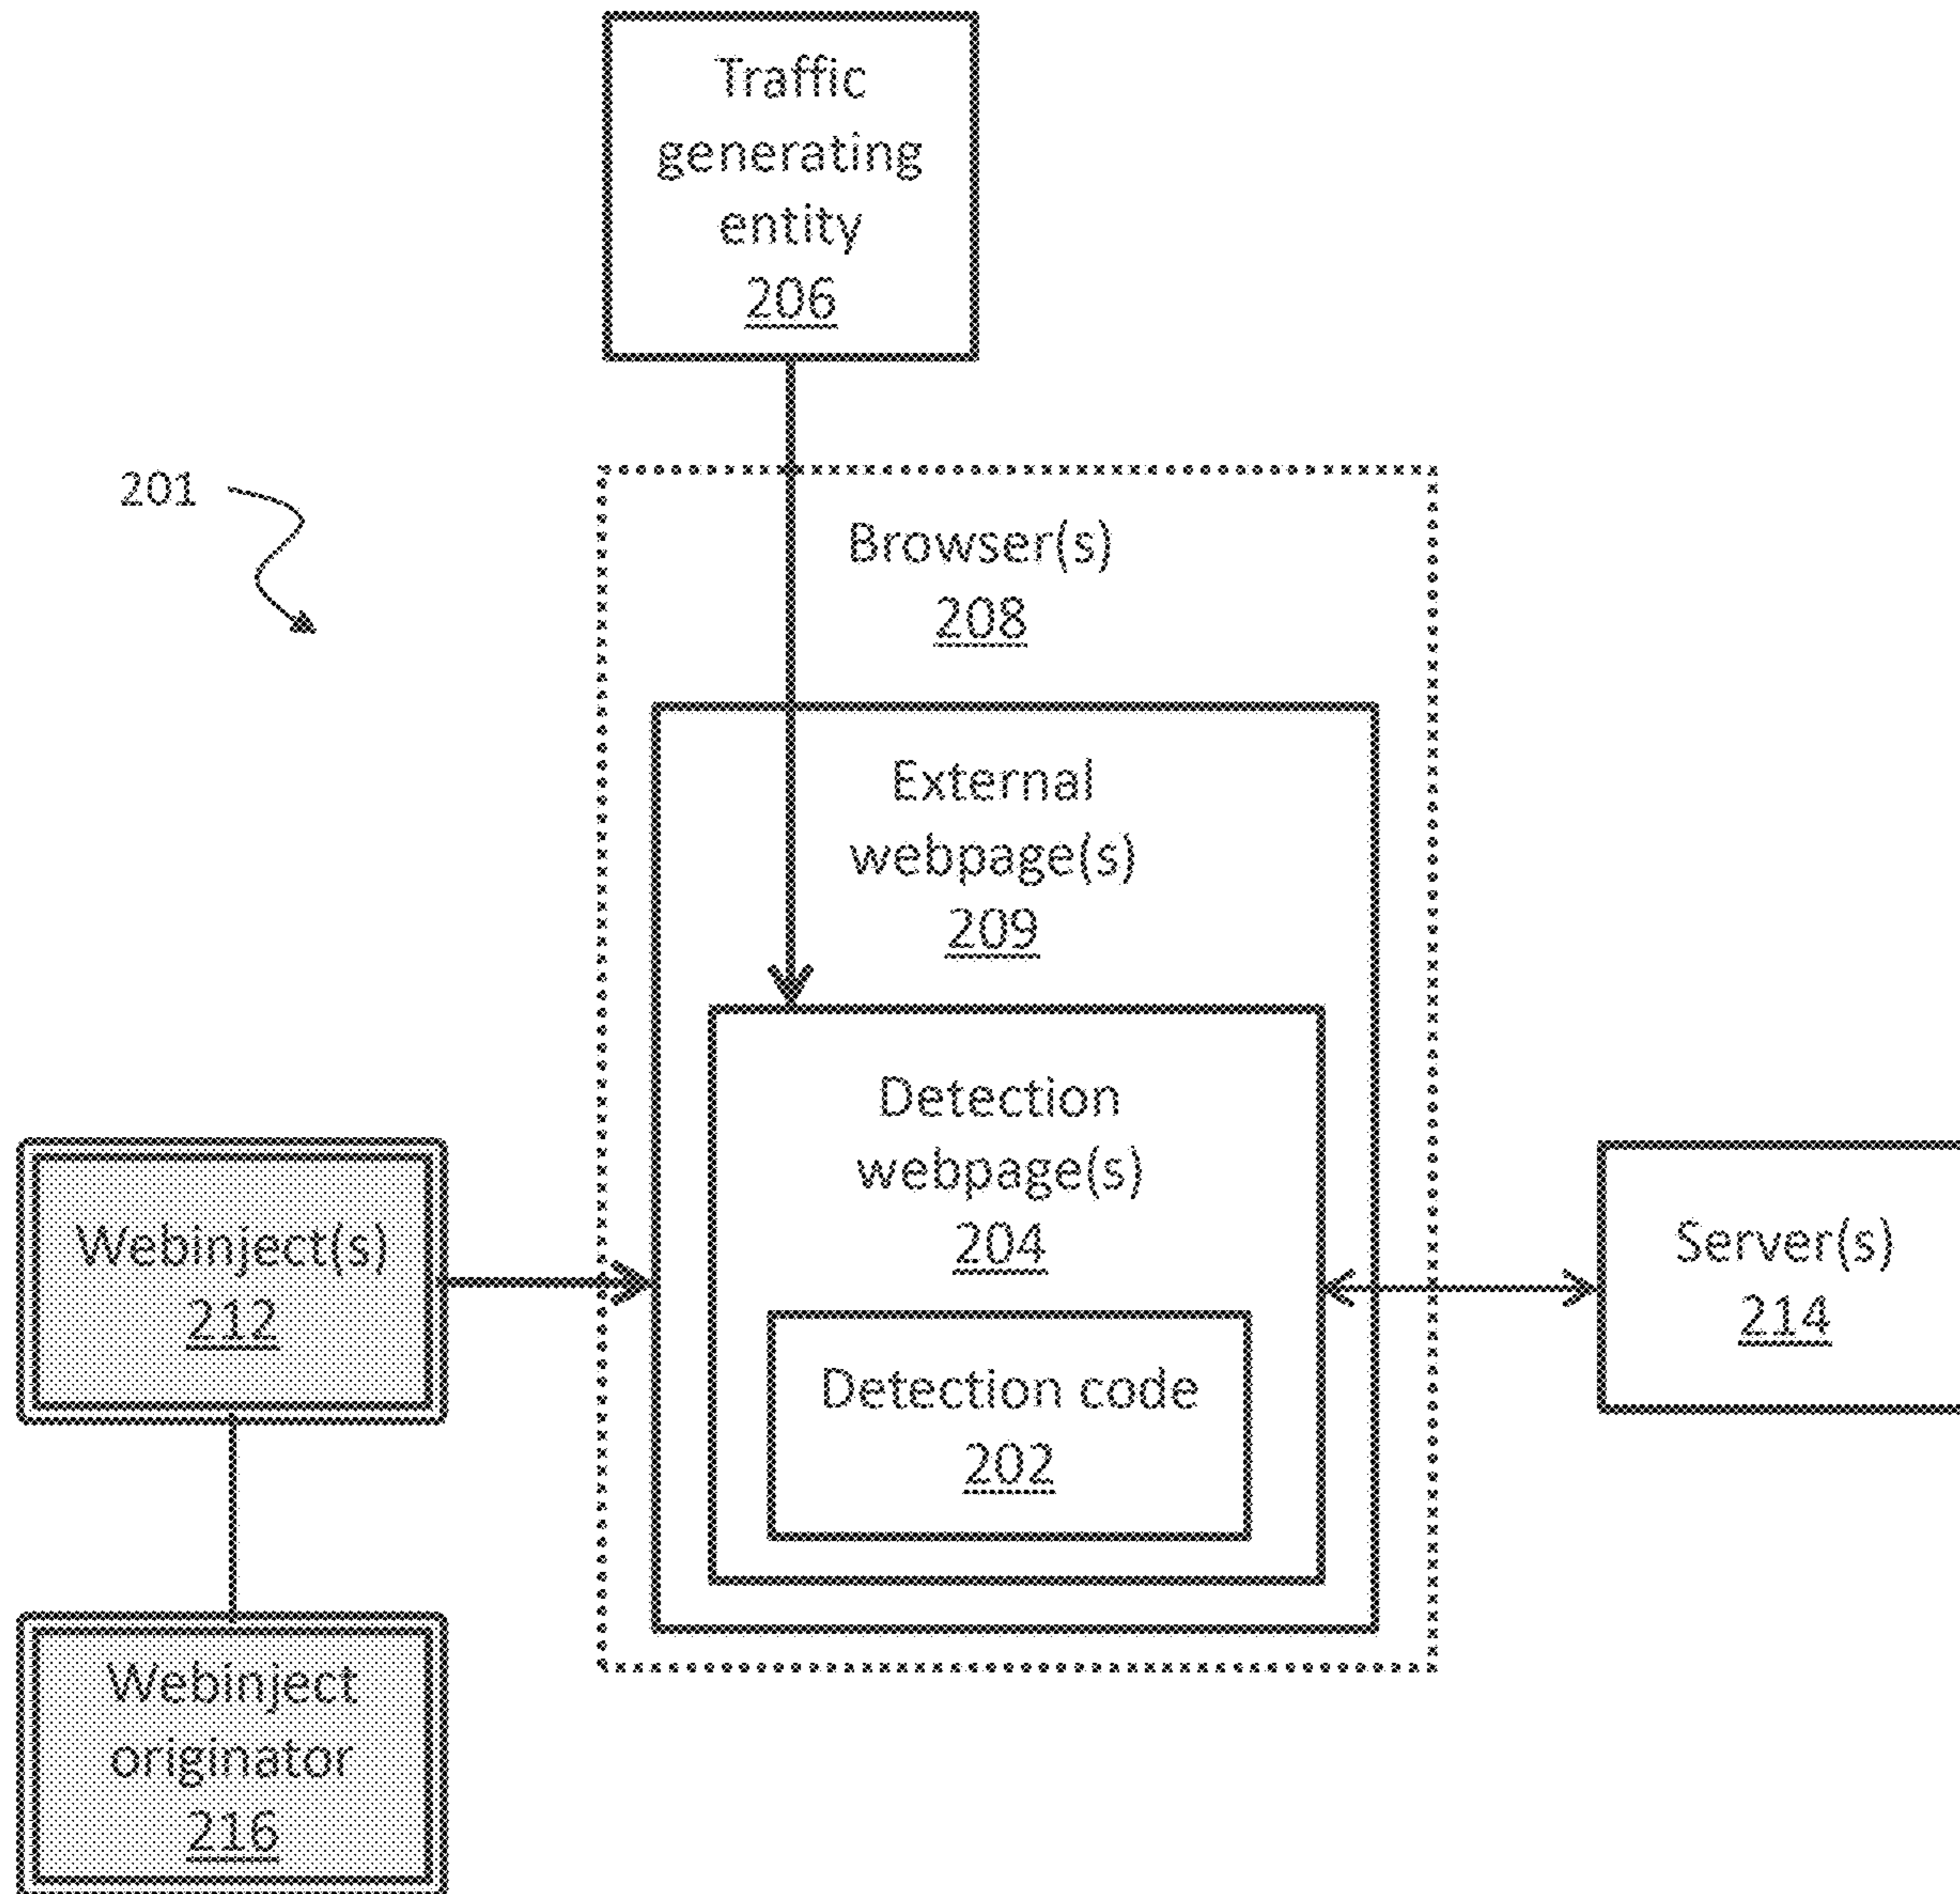 Traffic
generating
entity
206
201
Browser(s)
208
External
webpage(s)
209
Detection
webpage(s)
204
Detection code
202
Webinject(s)
212
Server(s)
214
Webinject
originator
216